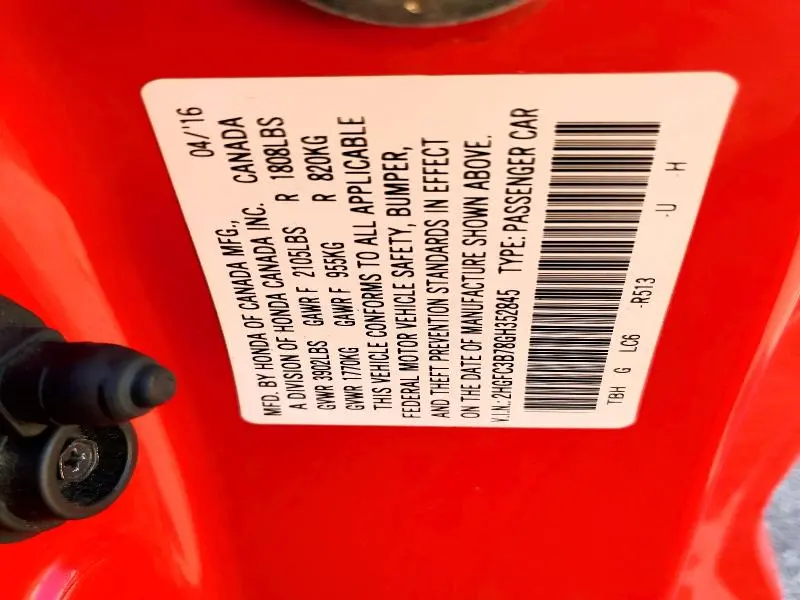 MFD. BY HONDA OF CANADA MFG., 04/'16
A DIVISION OF HONDA CANADA INC. CANADA
GVWR 3902LBS GAWR F 2105LBS R 1808LBS
GVWR 1770KG GAWR F 955KG R 820KG
THIS VEHICLE CONFORMS TO ALL APPLICABLE
FEDERAL MOTOR VEHICLE SAFETY, BUMPER,
AND THEFT PREVENTION STANDARDS IN EFFECT
ON THE DATE OF MANUFACTURE SHOWN ABOVE.
V.I.N.: 2HGFC3B78GH352845 TYPE: PASSENGER CAR
TBH G LC6 -R513 -U -H